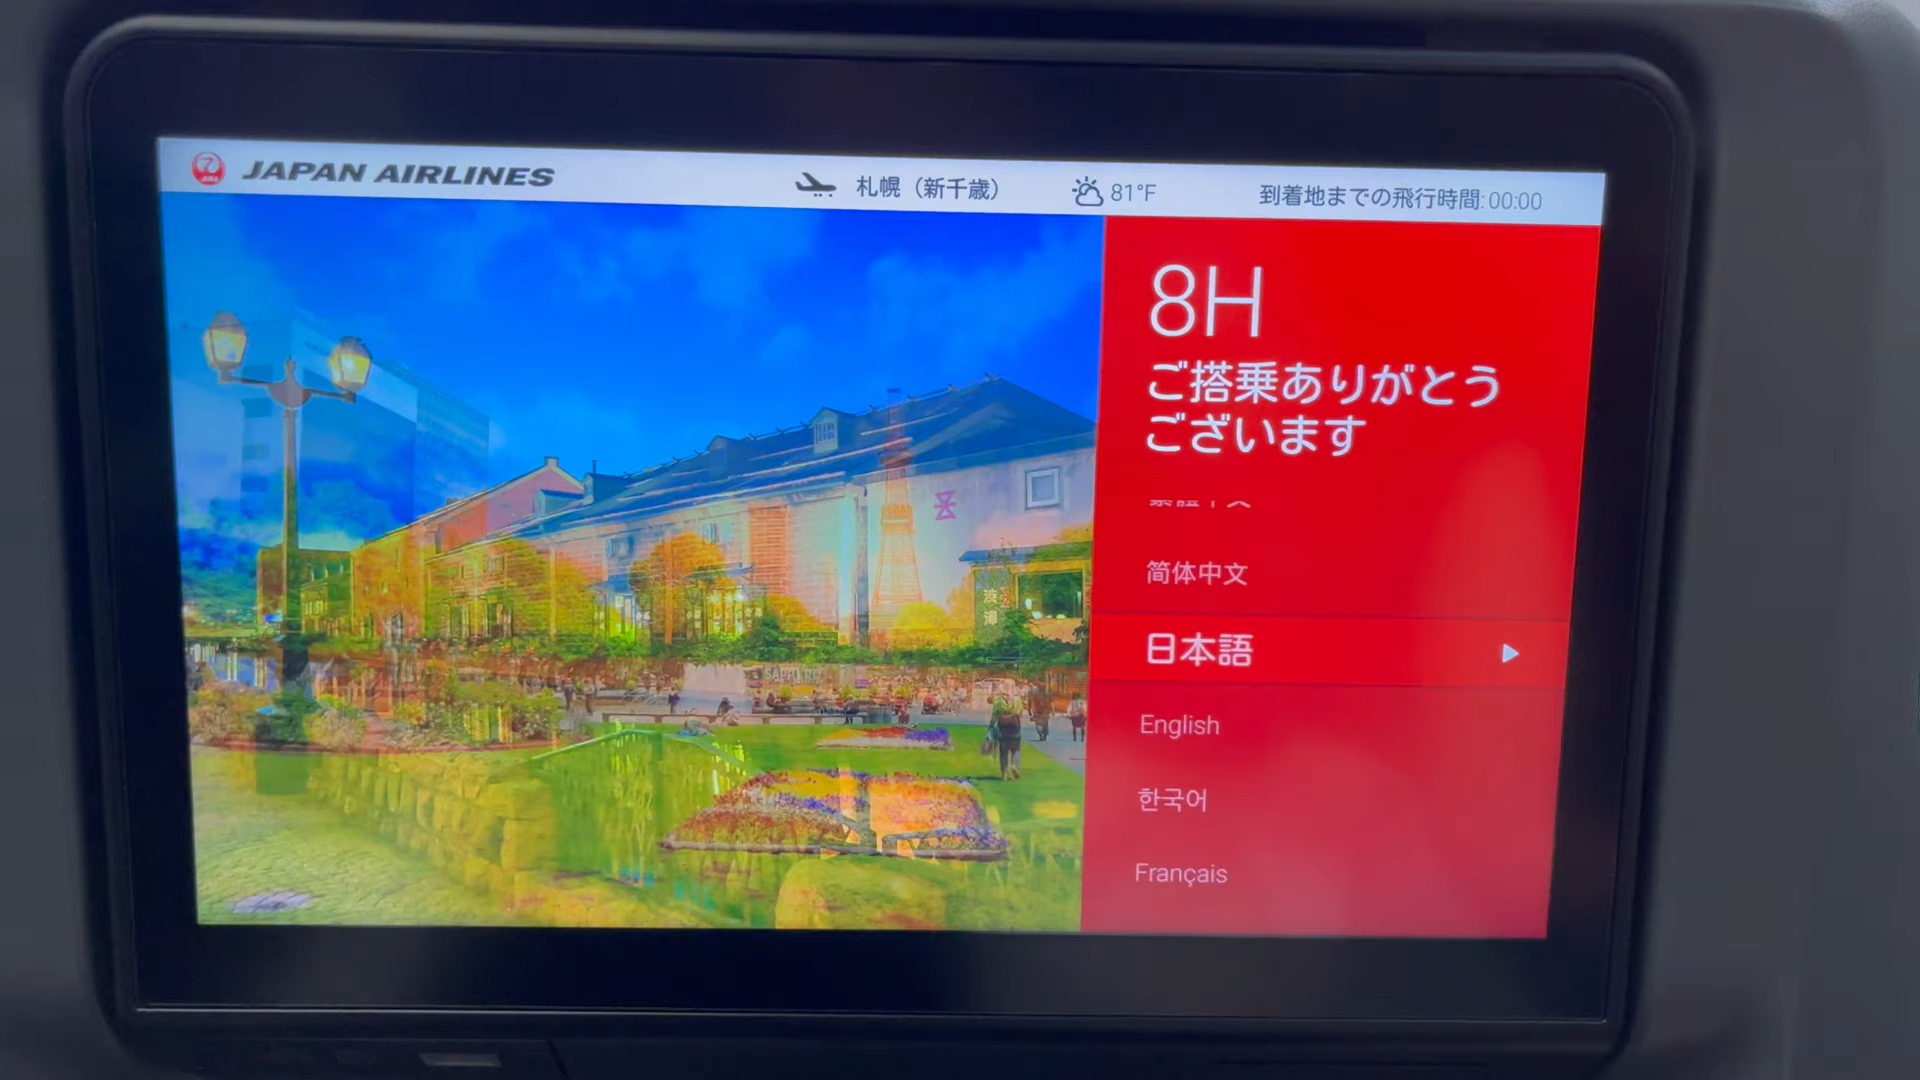 JAPAN AIRLINES
札幌（新千歳）
81°F
到着地までの飛行時間:00:00
8H
ご搭乗ありがとう
ございます
简体中文
日本語
English
한국어
Français